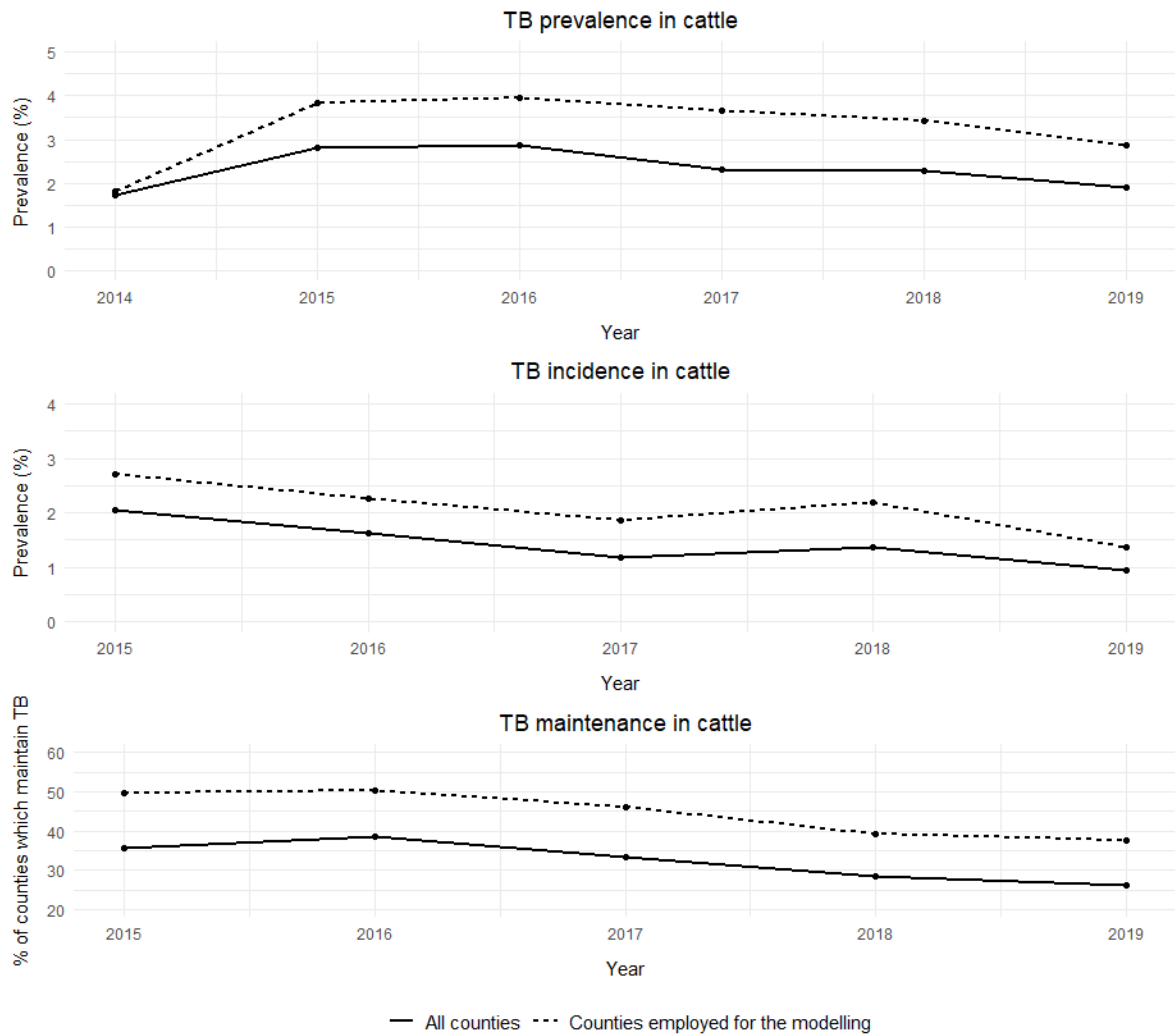 TB prevalence in cattle
Prevalence (%)
5
4
3
2
1
0
2014 2015 2016 2017 2018 2019
Year
TB incidence in cattle
Prevalence (%)
4
3
2
1
0
2015 2016 2017 2018 2019
Year
TB maintenance in cattle
% of counties which maintain TB
60
50
40
30
20
2015 2016 2017 2018 2019
Year
All counties Counties employed for the modelling